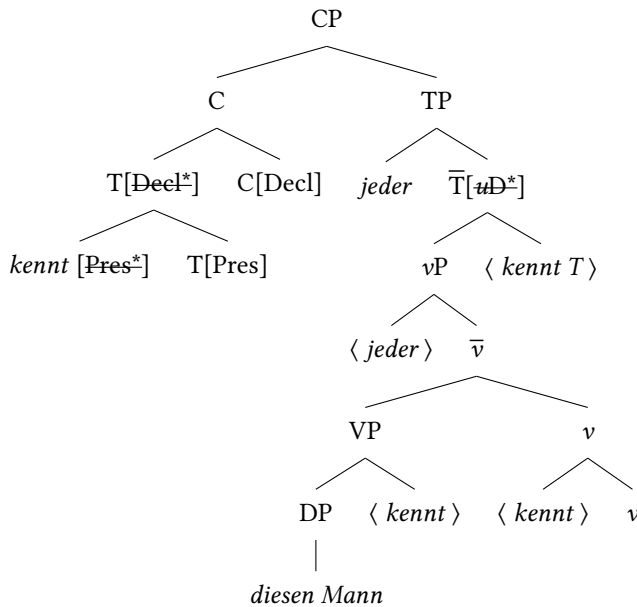 CP
C TP
T[Decl*] C[Decl] jeder T̅[uD*]
kennt [Pres*] T[Pres] vP ⟨ kennt T ⟩
⟨ jeder ⟩ v̅
VP v
DP ⟨ kennt ⟩ ⟨ kennt ⟩ v
diesen Mann